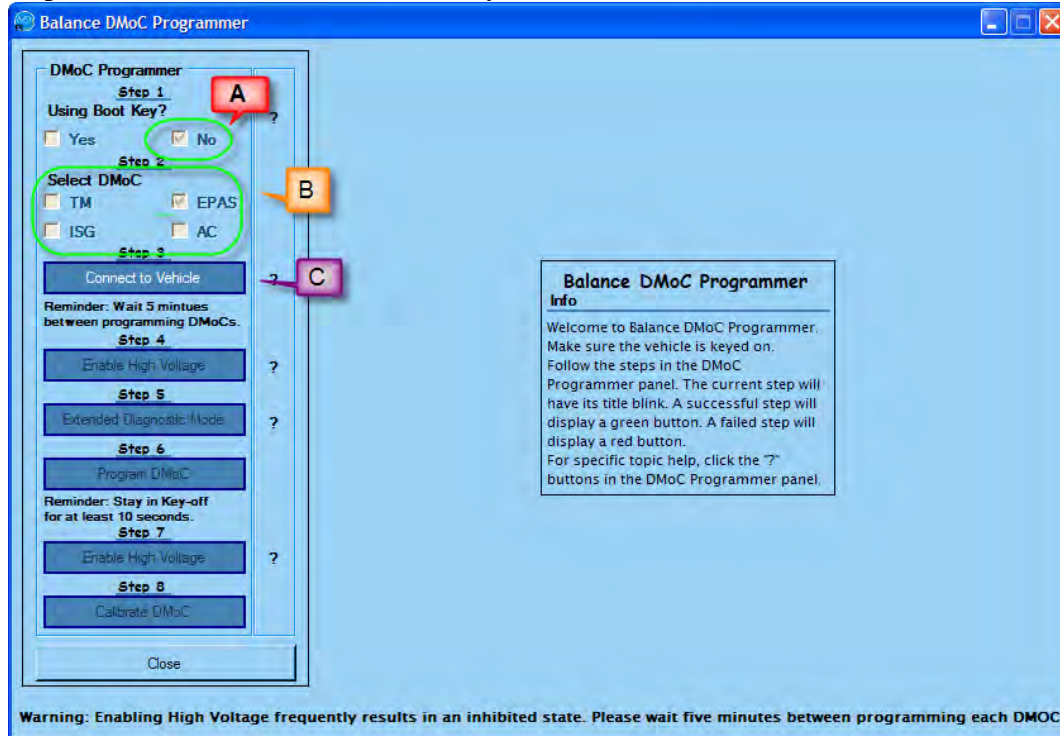 Balance DMoC Programmer
DMoC Programmer
Step 1
A
Using Boot Key?
?
Yes No
Step 2
Select DMoC
B
TM EPAS
ISG AC
Step 3
Connect to Vehicle
?
C
Reminder: Wait 5 mintues
between programming DMoCs.
Step 4
Enable High Voltage
?
Step 5
Extended Diagnostic Mode
?
Step 6
Program DMoC
Reminder: Stay in Key-off
for at least 10 seconds.
Step 7
Enable High Voltage
?
Step 8
Calibrate DMoC
Close
Balance DMoC Programmer
Info
Welcome to Balance DMoC Programmer.
Make sure the vehicle is keyed on.
Follow the steps in the DMoC
Programmer panel. The current step will
have its title blink. A successful step will
display a green button. A failed step will
display a red button.
For specific topic help, click the "?"
buttons in the DMoC Programmer panel.
Warning: Enabling High Voltage frequently results in an inhibited state. Please wait five minutes between programming each DMOC